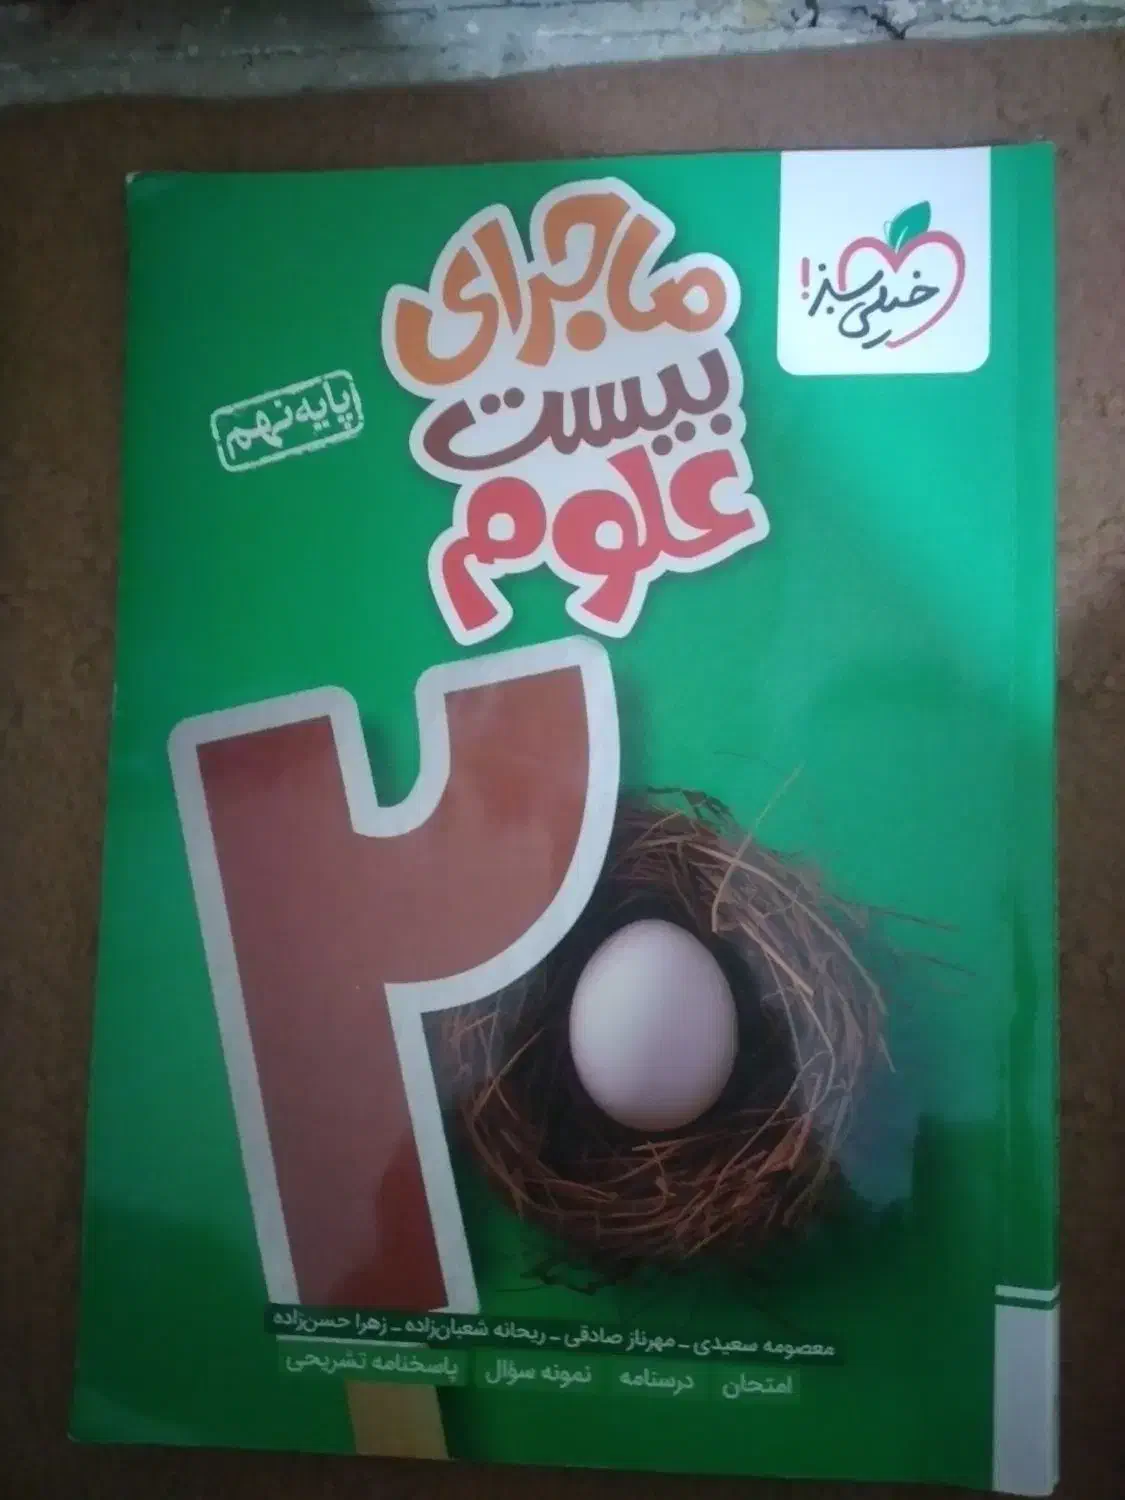 خیلی سبز!
ماجرای
بیست
علوم
پایه نهم
۲
معصومه سعیدی - مهرناز صادقی - ریحانه شعبان‌زاده - زهرا حسن‌زاده
امتحان درسنامه نمونه سؤال پاسخنامه تشریحی